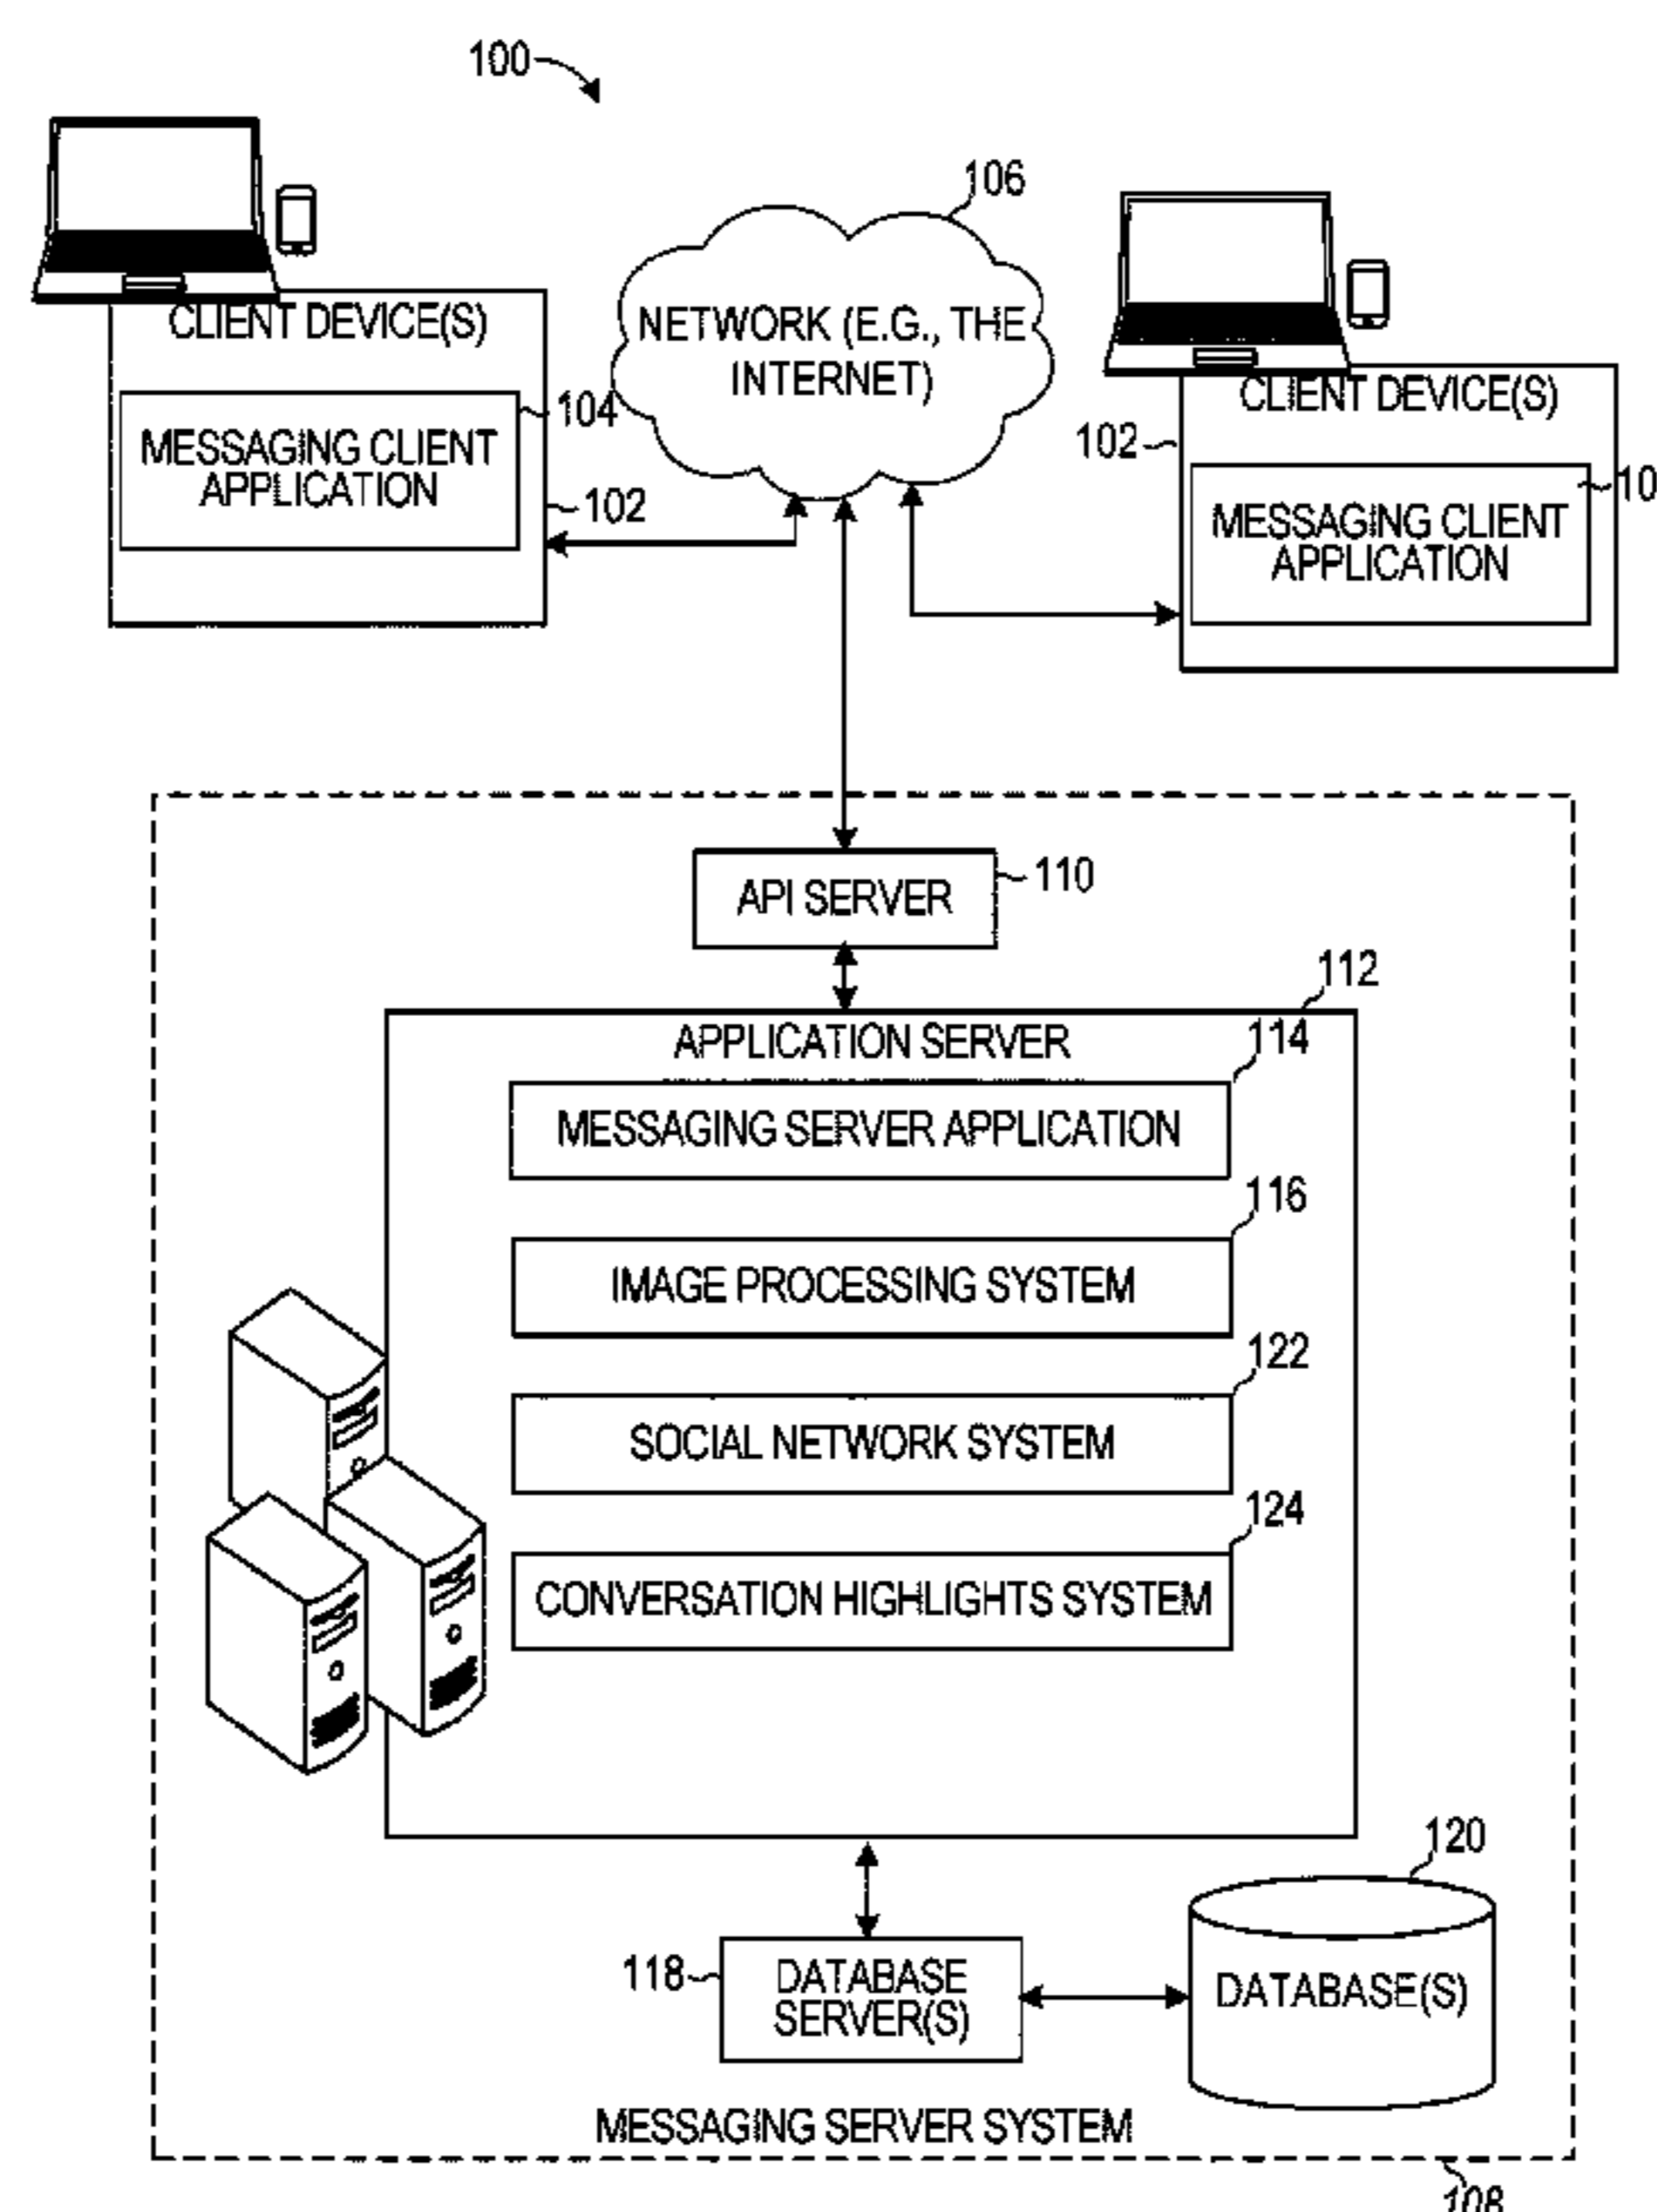 100
106
CLIENT DEVICE(S)
NETWORK (E.G., THE
INTERNET)
104
MESSAGING CLIENT
APPLICATION
102
CLIENT DEVICE(S)
102
10
MESSAGING CLIENT
APPLICATION
110
API SERVER
112
APPLICATION SERVER
114
MESSAGING SERVER APPLICATION
116
IMAGE PROCESSING SYSTEM
122
SOCIAL NETWORK SYSTEM
124
CONVERSATION HIGHLIGHTS SYSTEM
120
118
DATABASE
SERVER(S)
DATABASE(S)
MESSAGING SERVER SYSTEM
108